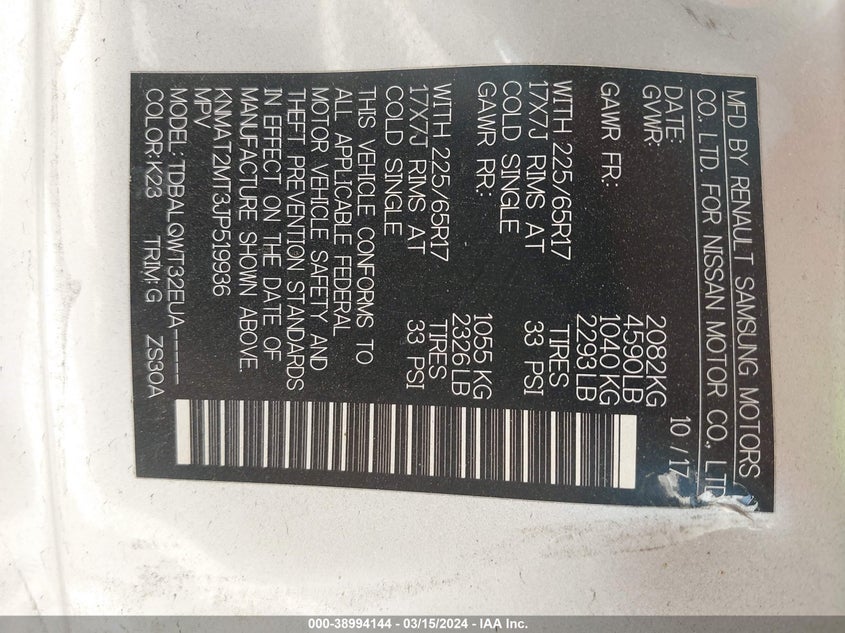 MFD BY RENAULT SAMSUNG MOTORS
CO., LTD. FOR NISSAN MOTOR CO., LTD
DATE: 10 / 17
GVWR: 2082KG
4590LB
GAWR FR: 1040 KG
2293LB
WITH 225/65R17 TIRES
17X7J RIMS AT 33 PSI
COLD SINGLE
GAWR RR: 1055 KG
2326LB
WITH 225/65R17 TIRES
17X7J RIMS AT 33 PSI
COLD SINGLE
THIS VEHICLE CONFORMS TO
ALL APPLICABLE FEDERAL
MOTOR VEHICLE SAFETY AND
THEFT PREVENTION STANDARDS
IN EFFECT ON THE DATE OF
MANUFACTURE SHOWN ABOVE.
KNMAT2MT3JP519936
MPV
MODEL: TDBALQWT32EUA-----
COLOR: K23 TRIM: G ZS30A
000-38994144 - 03/15/2024 - IAA Inc.